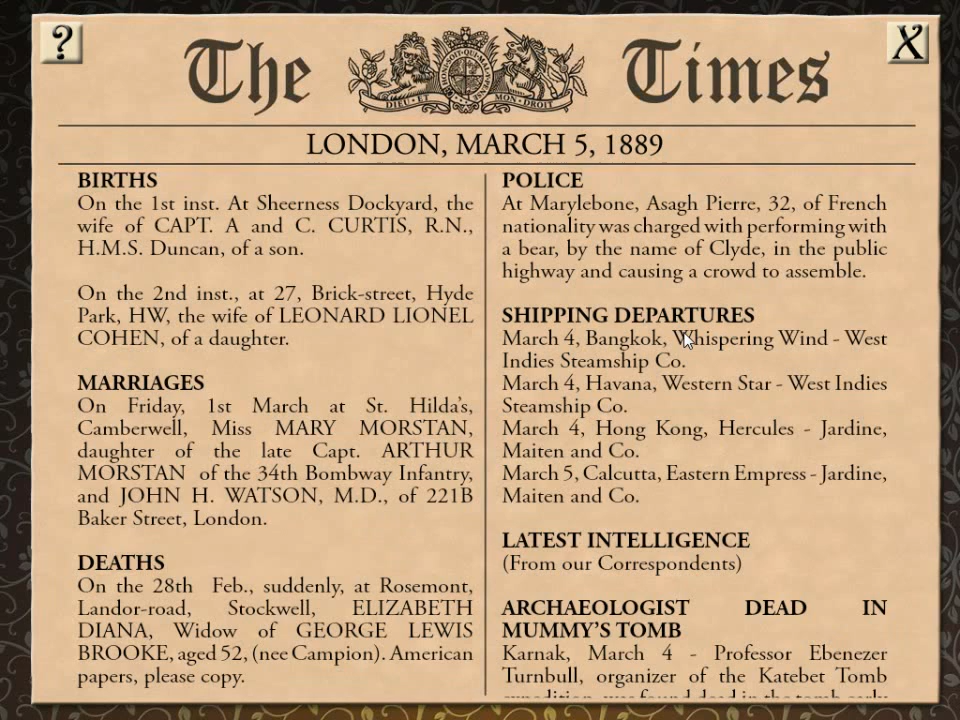 ?
X
The Times
DIEU · ET MON · DROIT
LONDON, MARCH 5, 1889
BIRTHS
On the 1st inst. At Sheerness Dockyard, the
wife of CAPT. A and C. CURTIS, R.N.,
H.M.S. Duncan, of a son.
On the 2nd inst., at 27, Brick-street, Hyde
Park, HW, the wife of LEONARD LIONEL
COHEN, of a daughter.
MARRIAGES
On Friday, 1st March at St. Hilda's,
Camberwell, Miss MARY MORSTAN,
daughter of the late Capt. ARTHUR
MORSTAN of the 34th Bombway Infantry,
and JOHN H. WATSON, M.D., of 221B
Baker Street, London.
DEATHS
On the 28th Feb., suddenly, at Rosemont,
Landor-road, Stockwell, ELIZABETH
DIANA, Widow of GEORGE LEWIS
BROOKE, aged 52, (nee Campion). American
papers, please copy.
POLICE
At Marylebone, Asagh Pierre, 32, of French
nationality was charged with performing with
a bear, by the name of Clyde, in the public
highway and causing a crowd to assemble.
SHIPPING DEPARTURES
March 4, Bangkok, Whispering Wind - West
Indies Steamship Co.
March 4, Havana, Western Star - West Indies
Steamship Co.
March 4, Hong Kong, Hercules - Jardine,
Maiten and Co.
March 5, Calcutta, Eastern Empress - Jardine,
Maiten and Co.
LATEST INTELLIGENCE
(From our Correspondents)
ARCHAEOLOGIST DEAD IN
MUMMY'S TOMB
Karnak, March 4 - Professor Ebenezer
Turnbull, organizer of the Katebet Tomb
expedition, was found dead in the tomb early